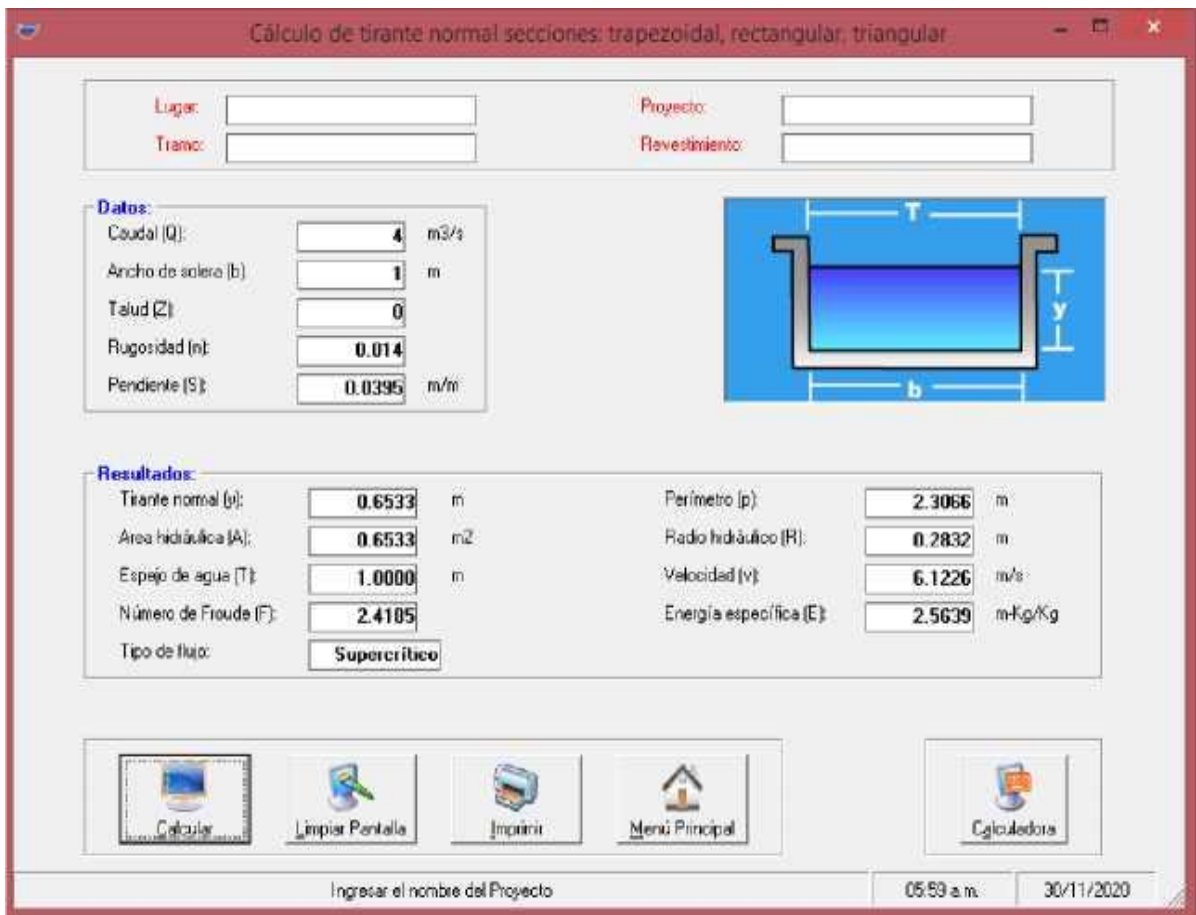 Cálculo de tirante normal secciones: trapezoidal, rectangular, triangular
Lugar:
Proyecto:
Tramo:
Revestimiento:
Datos:
Caudal (Q): 4 m3/s
Ancho de solera (b): 1 m
Talud (Z): 0
Rugosidad (n): 0.014
Pendiente (S): 0.0395 m/m
T
y
b
Resultados:
Tirante normal (y): 0.6533 m
Perímetro (p): 2.3066 m
Area hidráulica (A): 0.6533 m2
Radio hidráulico (R): 0.2832 m
Espejo de agua (T): 1.0000 m
Velocidad (v): 6.1226 m/s
Número de Froude (F): 2.4185
Energía específica (E): 2.5639 m-Kg/Kg
Tipo de flujo: Supercrítico
Calcular
Limpiar Pantalla
Imprimir
Menú Principal
Calculadora
Ingresar el nombre del Proyecto
05:59 a.m.
30/11/2020